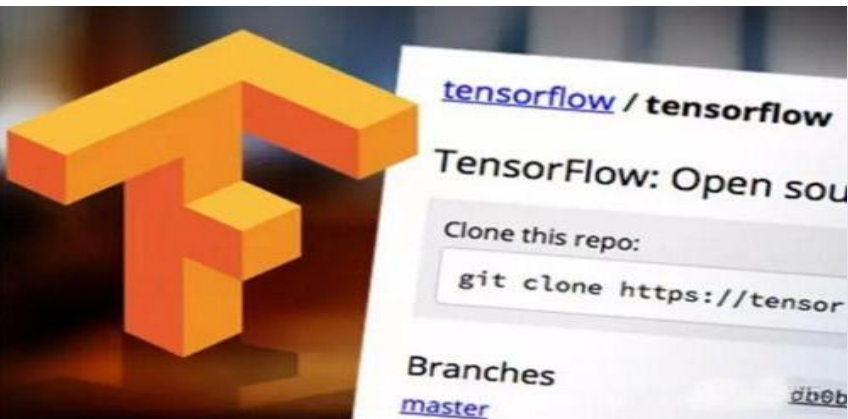 tensorflow / tensorflow
TensorFlow: Open sou
Clone this repo:
git clone https://tensor
Branches
master
db0b